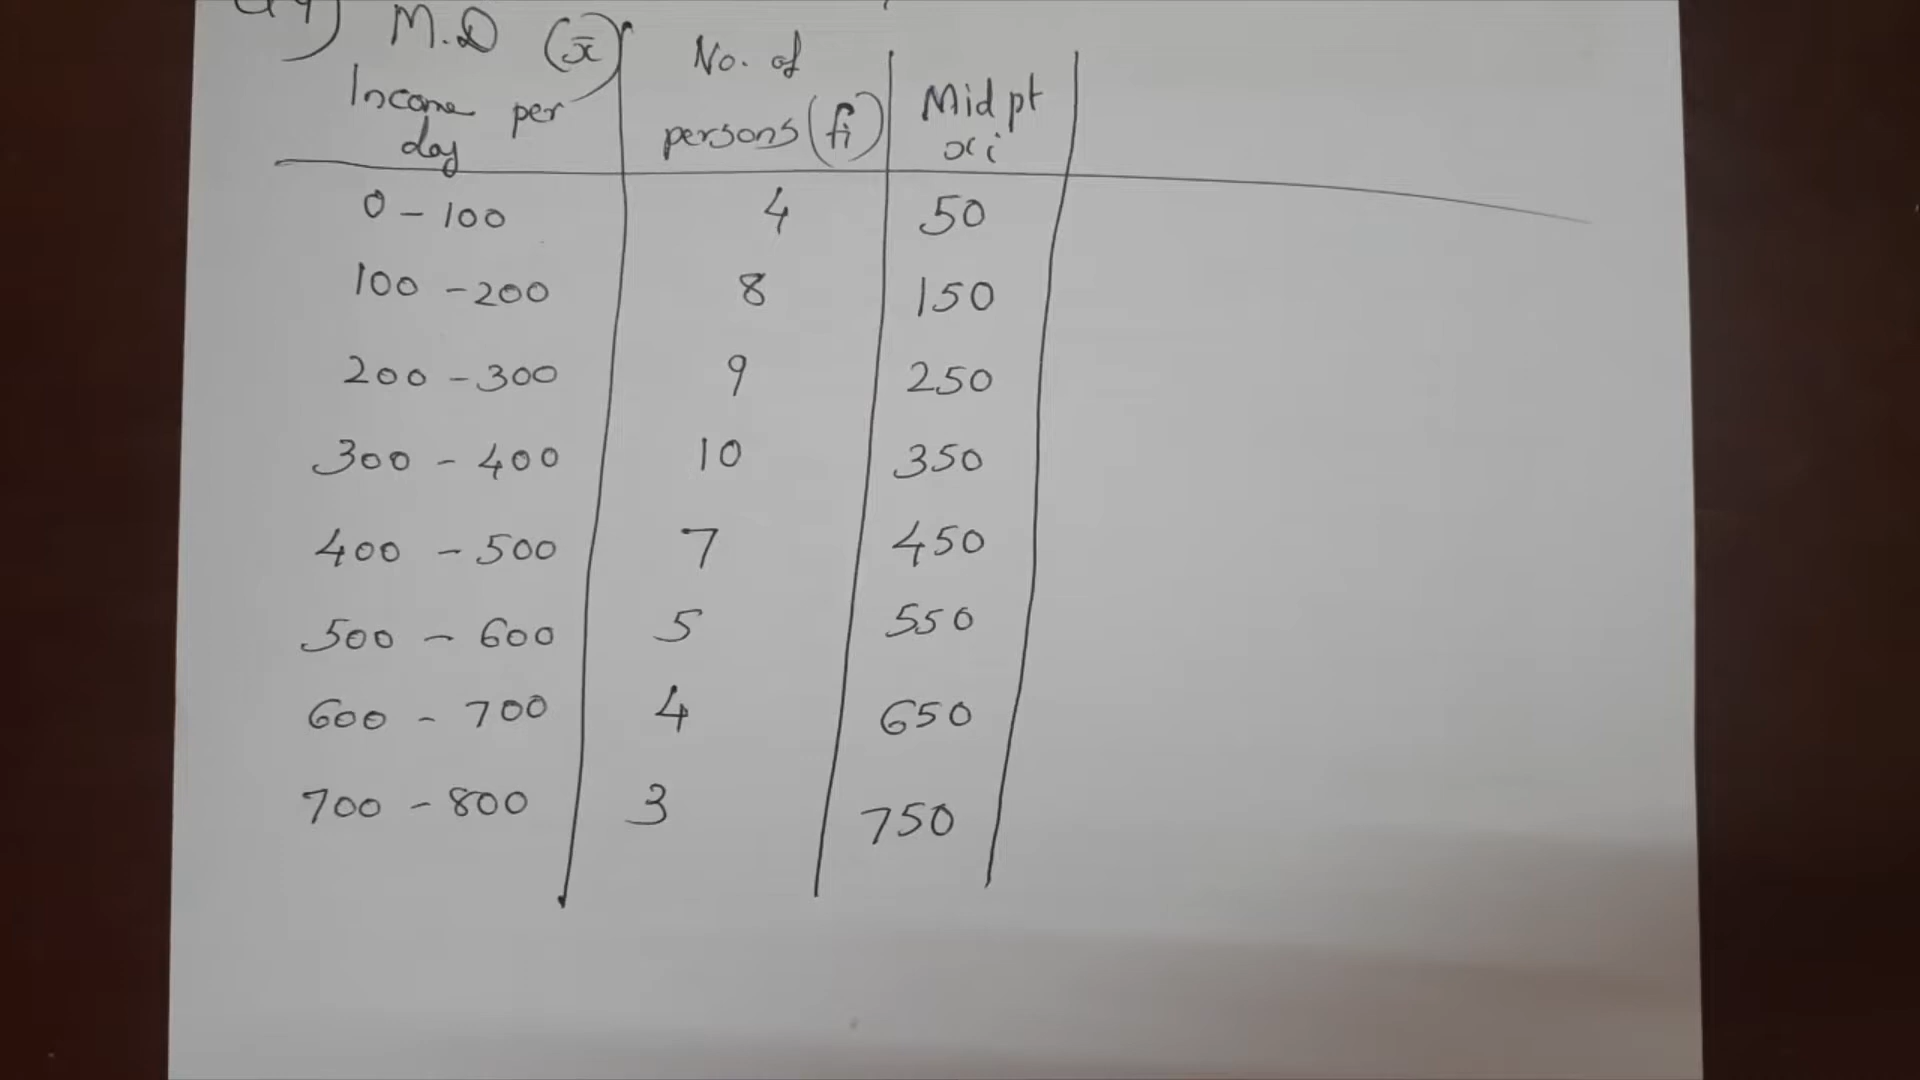 M.D (x̄)
Income per day
No. of persons (fi)
Mid pt xi
0 - 100 4 50
100 - 200 8 150
200 - 300 9 250
300 - 400 10 350
400 - 500 7 450
500 - 600 5 550
600 - 700 4 650
700 - 800 3 750